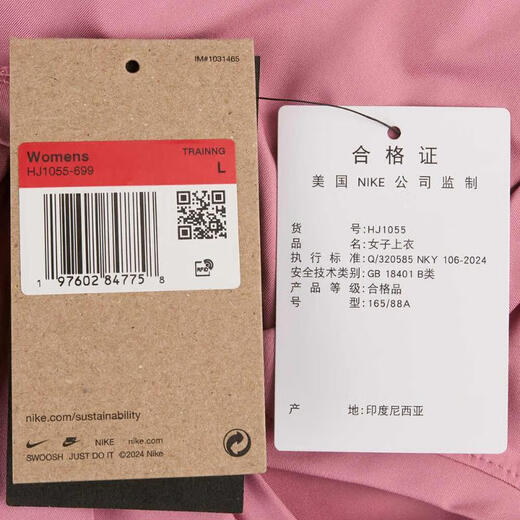 IM#1031465
Womens
TRAINNG
HJ1055-699
L
1 97602 84775 8
RFID
nike.com/sustainability
NIKE
SWOOSH JUST DO IT ©2024 Nike
合格证
美国 NIKE 公司监制
货号:HJ1055
品名:女子上衣
执行标准:Q/320585 NKY 106-2024
安全技术类别:GB 18401 B类
产品等级:合格品
号型:165/88A
产地:印度尼西亚